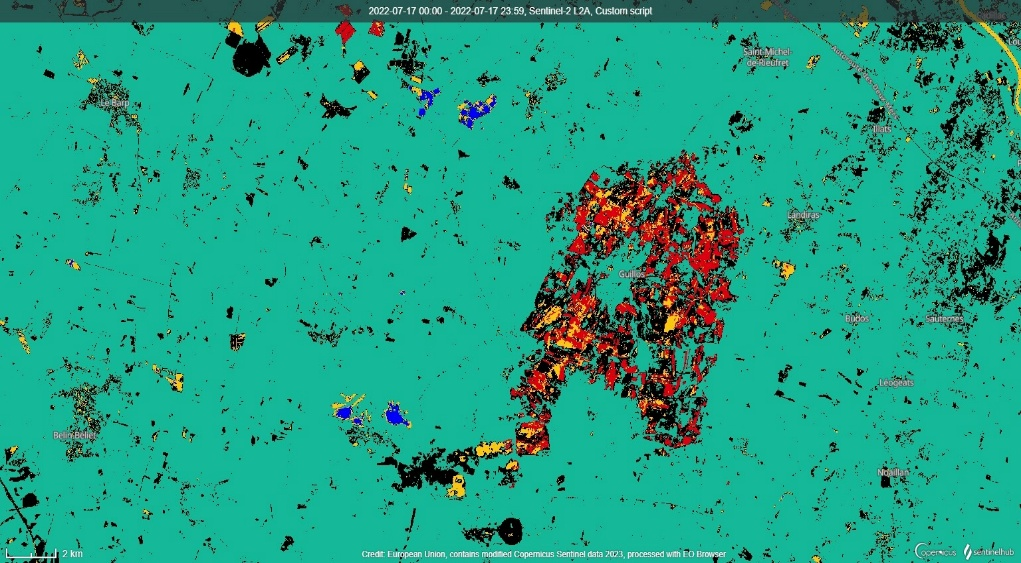 2022-07-17 00:00 - 2022-07-17 23:59, Sentinel-2 L2A, Custom script
Saint-Michel-
de-Rieufret
Le Barp
Illats
Landiras
Guillos
Budos
Sauternes
Léogeats
Belin-Béliet
Noaillan
2 km
Credit: European Union, contains modified Copernicus Sentinel data 2023, processed with EO Browser
Copernicus
sentinelhub